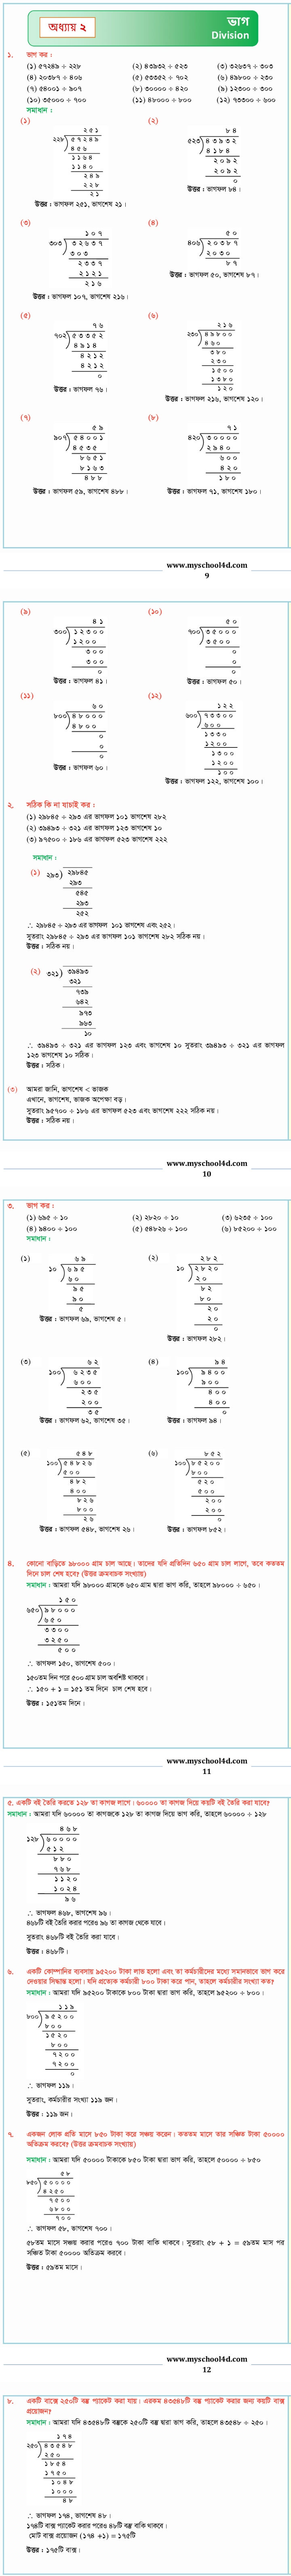 অধ্যায় ২
ভাগ
Division
১. ভাগ কর :
(১) ৫৭২৪৯ ÷ ২২৮ (২) ৪৩৯৩২ ÷ ৫২৩ (৩) ৩২৬৩৭ ÷ ৩০৩
(৪) ২০৩৮৭ ÷ ৪০৬ (৫) ৫৩৩৫২ ÷ ৭০২ (৬) ৪৯৮০০ ÷ ২৩০
(৭) ৫৪০০১ ÷ ৯০৭ (৮) ৩০০০০ ÷ ৪২০ (৯) ১২৩০০ ÷ ৩০০
(১০) ৩৫০০০ ÷ ৭০০ (১১) ৪৮০০০ ÷ ৮০০ (১২) ৭৩৩০০ ÷ ৬০০
সমাধান :
(১) (২)
২৫১
২২৮) ৫৭২৪৯
৪৫৬
১১৬৪
১১৪০
২৪৯
২২৮
২১
উত্তর : ভাগফল ২৫১, ভাগশেষ ২১।
৮৪
৫২৩) ৪৩৯৩২
৪১৮৪
২০৯২
২০৯২
০
উত্তর : ভাগফল ৮৪।
(৩) (৪)
১০৭
৩০৩) ৩২৬৩৭
৩০৩
২৩৩৭
২১২১
২১৬
উত্তর : ভাগফল ১০৭, ভাগশেষ ২১৬।
৫০
৪০৬) ২০৩৮৭
২০৩০
৮৭
উত্তর : ভাগফল ৫০, ভাগশেষ ৮৭।
(৫) (৬)
৭৬
৭০২) ৫৩৩৫২
৪৯১৪
৪২১২
৪২১২
০
উত্তর : ভাগফল ৭৬।
২১৬
২৩০) ৪৯৮০০
৪৬০
৩৮০
২৩০
১৫০০
১৩৮০
১২০
উত্তর : ভাগফল ২১৬, ভাগশেষ ১২০।
(৭) (৮)
৫৯
৯০৭) ৫৪০০১
৪৫৩৫
৮৬৫১
৮১৬৩
৪৮৮
উত্তর : ভাগফল ৫৯, ভাগশেষ ৪৮৮।
৭১
৪২০) ৩০০০০
২৯৪০
৬০০
৪২০
১৮০
উত্তর : ভাগফল ৭১, ভাগশেষ ১৮০।
www.myschool4d.com
9
(৯) (১০)
৪১
৩০০) ১২৩০০
১২০০
৩০০
৩০০
০
উত্তর : ভাগফল ৪১।
৫০
৭০০) ৩৫০০০
৩৫০০
০
০
উত্তর : ভাগফল ৫০।
(১১) (১২)
৬০
৮০০) ৪৮০০০
৪৮০০
০
০
০
উত্তর : ভাগফল ৬০।
১২২
৬০০) ৭৩৩০০
৬০০
১৩৩০
১২০০
১৩০০
১২০০
১০০
উত্তর : ভাগফল ১২২, ভাগশেষ ১০০।
২. সঠিক কি না যাচাই কর :
(১) ২৯৮৪৫ ÷ ২৯৩ এর ভাগফল ১০১ ভাগশেষ ২৮২
(২) ৩৯৪৯৩ ÷ ৩২১ এর ভাগফল ১২৩ ভাগশেষ ১০
(৩) ৯৭৫০০ ÷ ১৮৬ এর ভাগফল ৫২৩ ভাগশেষ ২২২
সমাধান :
(১) ২৯৩) ২৯৮৪৫
২৯৩
৫৪৫
২৯৩
২৫২
∴ ২৯৮৪৫ ÷ ২৯৩ এর ভাগফল ১০১ ভাগশেষ এবং ২৫২।
সুতরাং ২৯৮৪৫ ÷ ২৯৩ এর ভাগফল ১০১ ভাগশেষ ২৮২ সঠিক নয়।
উত্তর : সঠিক নয়।
(২) ৩২১) ৩৯৪৯৩
৩২১
৭৩৯
৬৪২
৯৭৩
৯৬৩
১০
∴ ৩৯৪৯৩ ÷ ৩২১ এর ভাগফল ১২৩ এবং ভাগশেষ ১০ সুতরাং ৩৯৪৯৩ ÷ ৩২১ এর ভাগফল
১২৩ ভাগশেষ ১০ সঠিক।
উত্তর : সঠিক।
(৩) আমরা জানি, ভাগশেষ < ভাজক
এখানে, ভাগশেষ, ভাজক অপেক্ষা বড়।
সুতরাং ৯৫৭০০ ÷ ১৮৬ এর ভাগফল ৫২৩ এবং ভাগশেষ ২২২ সঠিক নয়।
উত্তর : সঠিক নয়।
www.myschool4d.com
10
৩. ভাগ কর :
(১) ৬৯৫ ÷ ১০ (২) ২৮২০ ÷ ১০ (৩) ৬২৩৫ ÷ ১০০
(৪) ৯৪০০ ÷ ১০০ (৫) ৫৪৮২৬ ÷ ১০০ (৬) ৮৫২০০ ÷ ১০০
সমাধান :
(১) (২)
৬৯
১০) ৬৯৫
৬০
৯৫
৯০
৫
উত্তর : ভাগফল ৬৯, ভাগশেষ ৫।
২৮২
১০) ২৮২০
২০
৮২
৮০
২০
২০
০
উত্তর : ভাগফল ২৮২।
(৩) (৪)
৬২
১০০) ৬২৩৫
৬০০
২৩৫
২০০
৩৫
উত্তর : ভাগফল ৬২, ভাগশেষ ৩৫।
৯৪
১০০) ৯৪০০
৯০০
৪০০
৪০০
০
উত্তর : ভাগফল ৯৪।
(৫) (৬)
৫৪৮
১০০) ৫৪৮২৬
৫০০
৪৮২
৪০০
৮২৬
৮০০
২৬
উত্তর : ভাগফল ৫৪৮, ভাগশেষ ২৬।
৮৫২
১০০) ৮৫২০০
৮০০
৫২০
৫০০
২০০
২০০
০
উত্তর : ভাগফল ৮৫২।
৪. কোনো বাড়িতে ৯৮০০০ গ্রাম চাল আছে। তাদের যদি প্রতিদিন ৬৫০ গ্রাম চাল লাগে, তবে কততম
দিনে চাল শেষ হবে? (উত্তর ক্রমবাচক সংখ্যায়)
সমাধান : আমরা যদি ৯৮০০০ গ্রামকে ৬৫০ গ্রাম দ্বারা ভাগ করি, তাহলে ৯৮০০০ ÷ ৬৫০।
১৫০
৬৫০) ৯৮০০০
৬৫০
৩৩০০
৩২৫০
৫০০
∴ ভাগফল ১৫০, ভাগশেষ ৫০০।
১৫০তম দিন পরে ৫০০ গ্রাম চাল অবশিষ্ট থাকবে।
∴ ১৫০ + ১ = ১৫১ তম দিনে চাল শেষ হবে।
উত্তর : ১৫১তম দিনে।
www.myschool4d.com
11
৫. একটি বই তৈরি করতে ১২৮ তা কাগজ লাগে। ৬০০০০ তা কাগজ দিয়ে কয়টি বই তৈরি করা যাবে?
সমাধান : আমরা যদি ৬০০০০ তা কাগজকে ১২৮ তা কাগজ দিয়ে ভাগ করি, তাহলে ৬০০০০ ÷ ১২৮
৪৬৮
১২৮) ৬০০০০
৫১২
৮৮০
৭৬৮
১১২০
১০২৪
৯৬
∴ ভাগফল ৪৬৮, ভাগশেষ ৯৬।
৪৬৮টি বই তৈরি করার পরেও ৯৬ তা কাগজ থেকে যাবে।
সুতরাং ৪৬৮টি বই তৈরি করা যাবে।
উত্তর : ৪৬৮টি।
৬. একটি কোম্পানির ব্যবসায় ৯৫২০০ টাকা লাভ হলো এবং তা কর্মচারীদের মধ্যে সমানভাবে ভাগ করে
দেওয়ার সিদ্ধান্ত হলো। যদি প্রত্যেক কর্মচারী ৮০০ টাকা করে পান, তাহলে কর্মচারীর সংখ্যা কত?
সমাধান : আমরা যদি ৯৫২০০ টাকাকে ৮০০ টাকা দ্বারা ভাগ করি, তাহলে ৯৫২০০ ÷ ৮০০।
১১৯
৮০০) ৯৫২০০
৮০০
১৫২০
৮০০
৭২০০
৭২০০
০
∴ ভাগফল ১১৯।
সুতরাং, কর্মচারীর সংখ্যা ১১৯ জন।
উত্তর : ১১৯ জন।
৭. একজন লোক প্রতি মাসে ৮৫০ টাকা করে সঞ্চয় করেন। কততম মাসে তার সঞ্চিত টাকা ৫০০০০
অতিক্রম করবে? (উত্তর ক্রমবাচক সংখ্যায়)
সমাধান : আমরা যদি ৫০০০০ টাকাকে ৮৫০ টাকা দ্বারা ভাগ করি, তাহলে ৫০০০০ ÷ ৮৫০
৫৮
৮৫০) ৫০০০০
৪২৫০
৭৫০০
৬৮০০
৭০০
∴ ভাগফল ৫৮, ভাগশেষ ৭০০।
৫৮তম মাসে সঞ্চয় করার পরেও ৭০০ টাকা বাকি থাকবে। সুতরাং ৫৮ + ১ = ৫৯তম মাস পর
সঞ্চিত টাকা ৫০০০০ অতিক্রম করবে।
উত্তর : ৫৯তম মাসে।
www.myschool4d.com
12
৮. একটি বাক্সে ২৫০টি বস্তু প্যাকেট করা যায়। এরকম ৪৩৫৪৮টি বস্তু প্যাকেট করার জন্য কয়টি বাক্স
প্রয়োজন?
সমাধান : আমরা যদি ৪৩৫৪৮টি বস্তুকে ২৫০টি বস্তু দ্বারা ভাগ করি, তাহলে ৪৩৫৪৮ ÷ ২৫০।
১৭৪
২৫০) ৪৩৫৪৮
২৫০
১৮৫৪
১৭৫০
১০৪৮
১০০০
৪৮
∴ ভাগফল ১৭৪, ভাগশেষ ৪৮।
১৭৪টি বাক্স প্যাকেট করার পরেও ৪৮টি বস্তু বাকি থাকবে।
মোট বাক্স প্রয়োজন (১৭৪ +১) = ১৭৫টি
উত্তর : ১৭৫টি বাক্স।